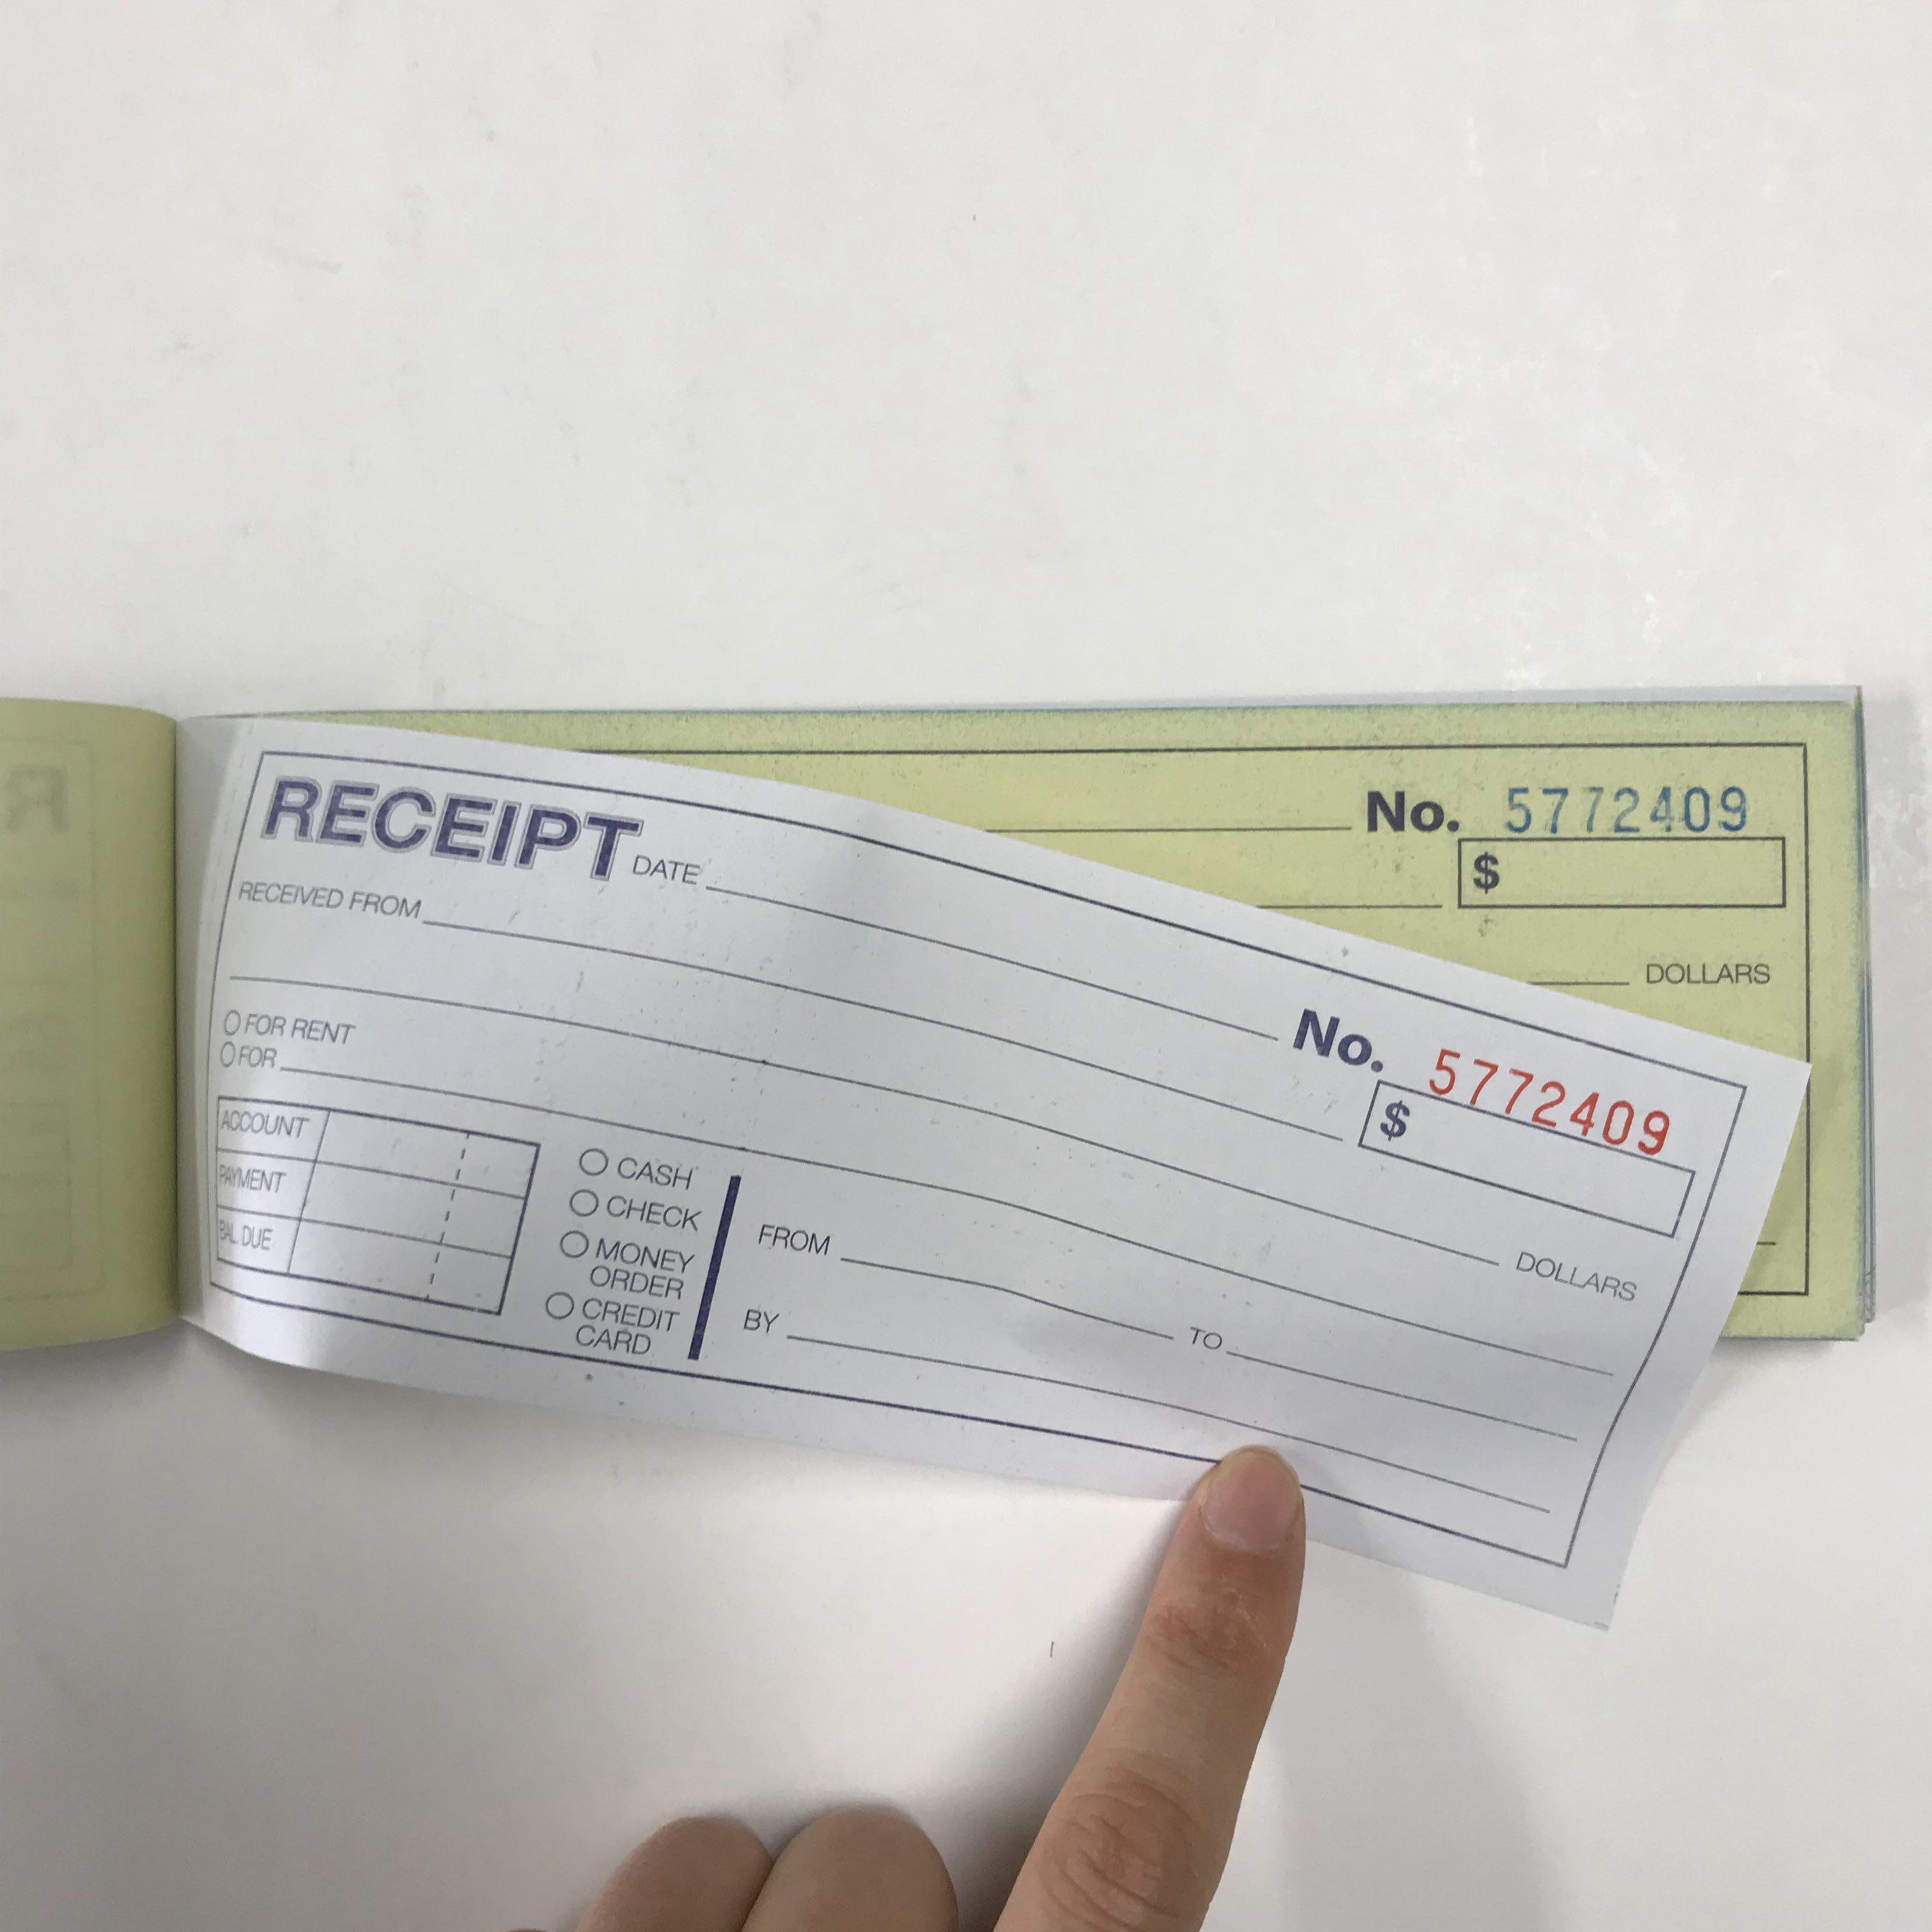 RECEIPT DATE No. 5772409
RECEIVED FROM $
DOLLARS
FOR RENT
FOR
ACCOUNT
PAYMENT
BAL DUE
CASH
CHECK
MONEY
ORDER
CREDIT
CARD
FROM TO
BY
No. 5772409
$
DOLLARS
R